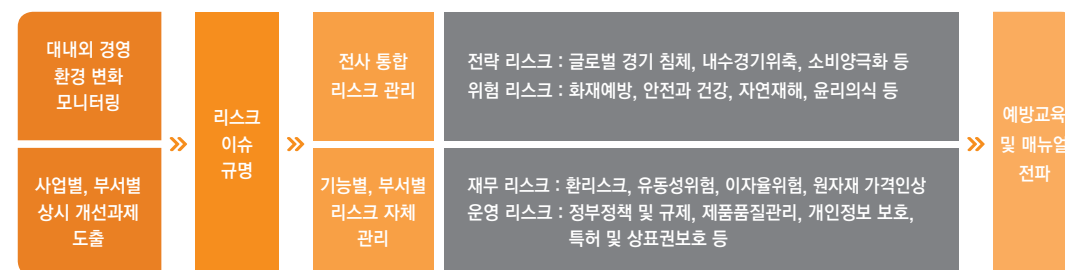 대내외 경영
환경 변화
모니터링
사업별, 부서별
상시 개선과제
도출
리스크
이슈
규명
전사 통합
리스크 관리
전략 리스크 : 글로벌 경기 침체, 내수경기위축, 소비양극화 등
위험 리스크 : 화재예방, 안전과 건강, 자연재해, 윤리의식 등
기능별, 부서별
리스크 자체
관리
재무 리스크 : 환리스크, 유동성위험, 이자율위험, 원자재 가격인상
운영 리스크 : 정부정책 및 규제, 제품품질관리, 개인정보 보호,
특허 및 상표권보호 등
예방교육
및 매뉴얼
전파